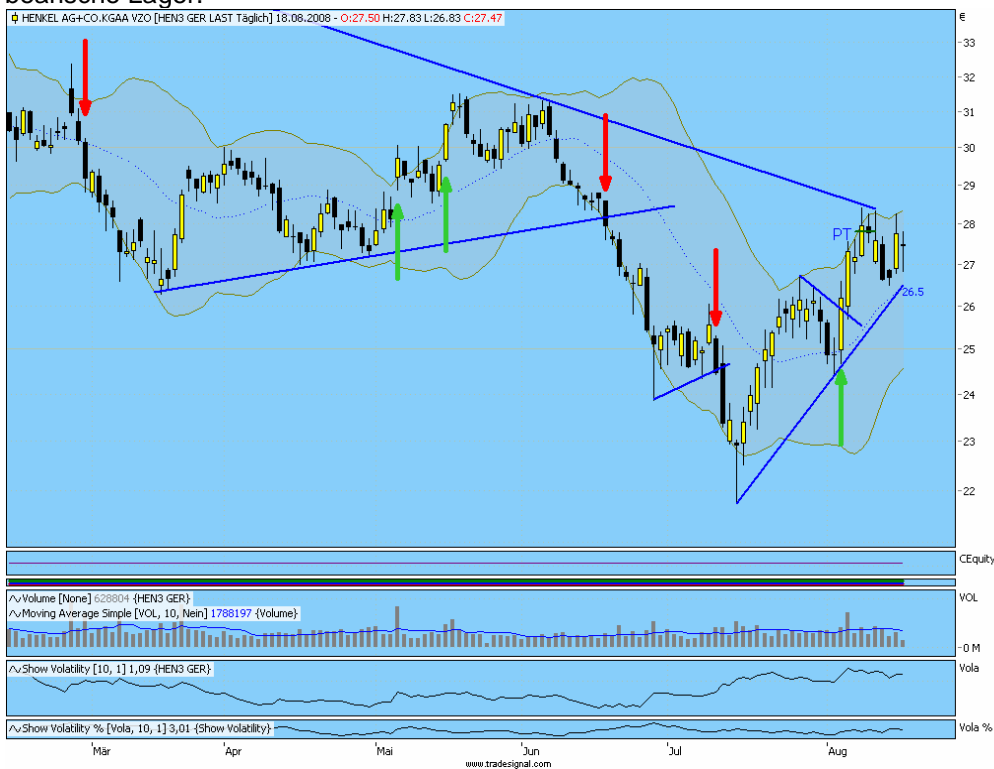 bearische Lager.
HENKEL AG+CO.KGAA VZO [HEN3 GER LAST Täglich] 18.08.2008 - O:27.50 H:27.83 L:26.83 C:27.47
€
33
32
31
30
29
28
PT
27
26.5
26
25
24
23
22
CEquity
Volume [None] 628804 {HEN3 GER}
VOL
Moving Average Simple [VOL, 10, Nein] 1788197 {Volume}
0 M
Show Volatility [10, 1] 1,09 {HEN3 GER}
Vola
Show Volatility % [Vola, 10, 1] 3,01 {Show Volatility}
Vola %
Mär Apr Mai Jun Jul Aug
www.tradesignal.com